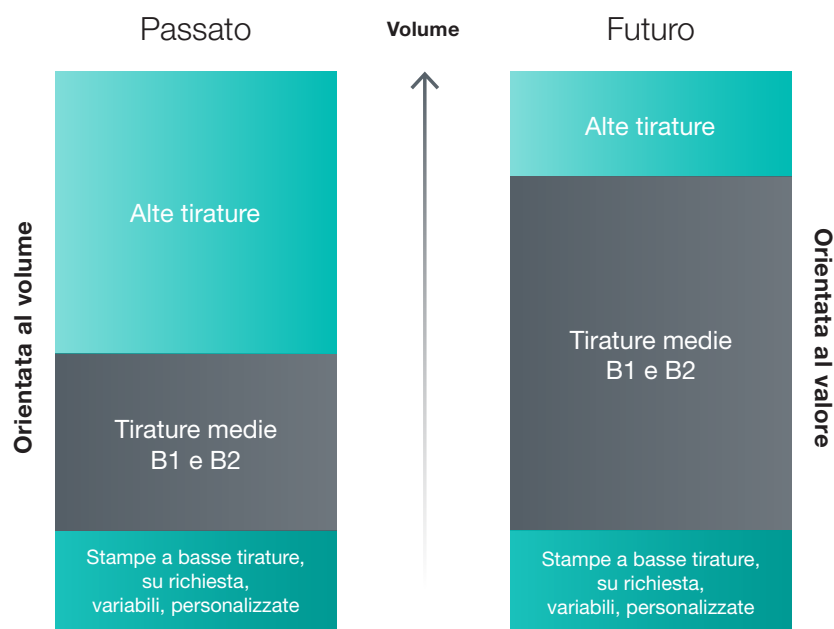 Passato
Volume
Futuro
Orientata al volume
Alte tirature
Tirature medie
B1 e B2
Stampe a basse tirature,
su richiesta,
variabili, personalizzate
Alte tirature
Tirature medie
B1 e B2
Stampe a basse tirature,
su richiesta,
variabili, personalizzate
Orientata al valore